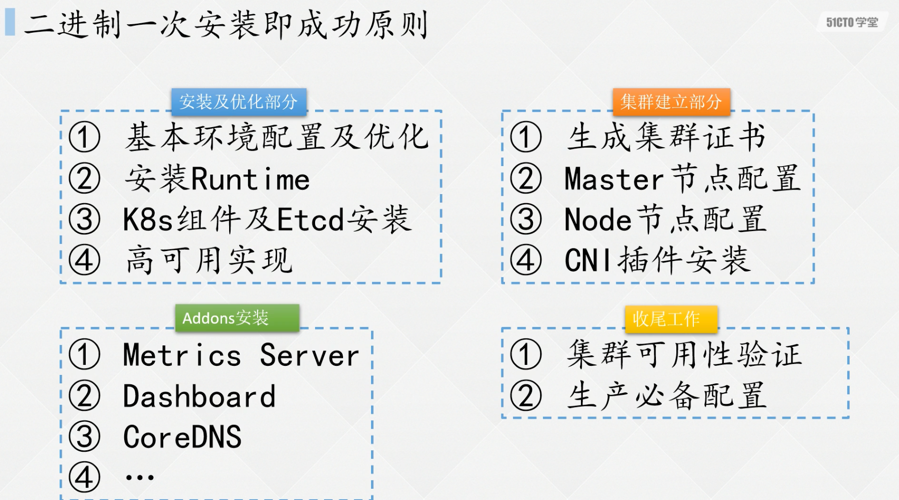 二进制一次安装即成功原则
51CTO学堂
安装及优化部分
① 基本环境配置及优化
② 安装Runtime
③ K8s组件及Etcd安装
④ 高可用实现
集群建立部分
① 生成集群证书
② Master节点配置
③ Node节点配置
④ CNI插件安装
Addons安装
① Metrics Server
② Dashboard
③ CoreDNS
④ …
收尾工作
① 集群可用性验证
② 生产必备配置